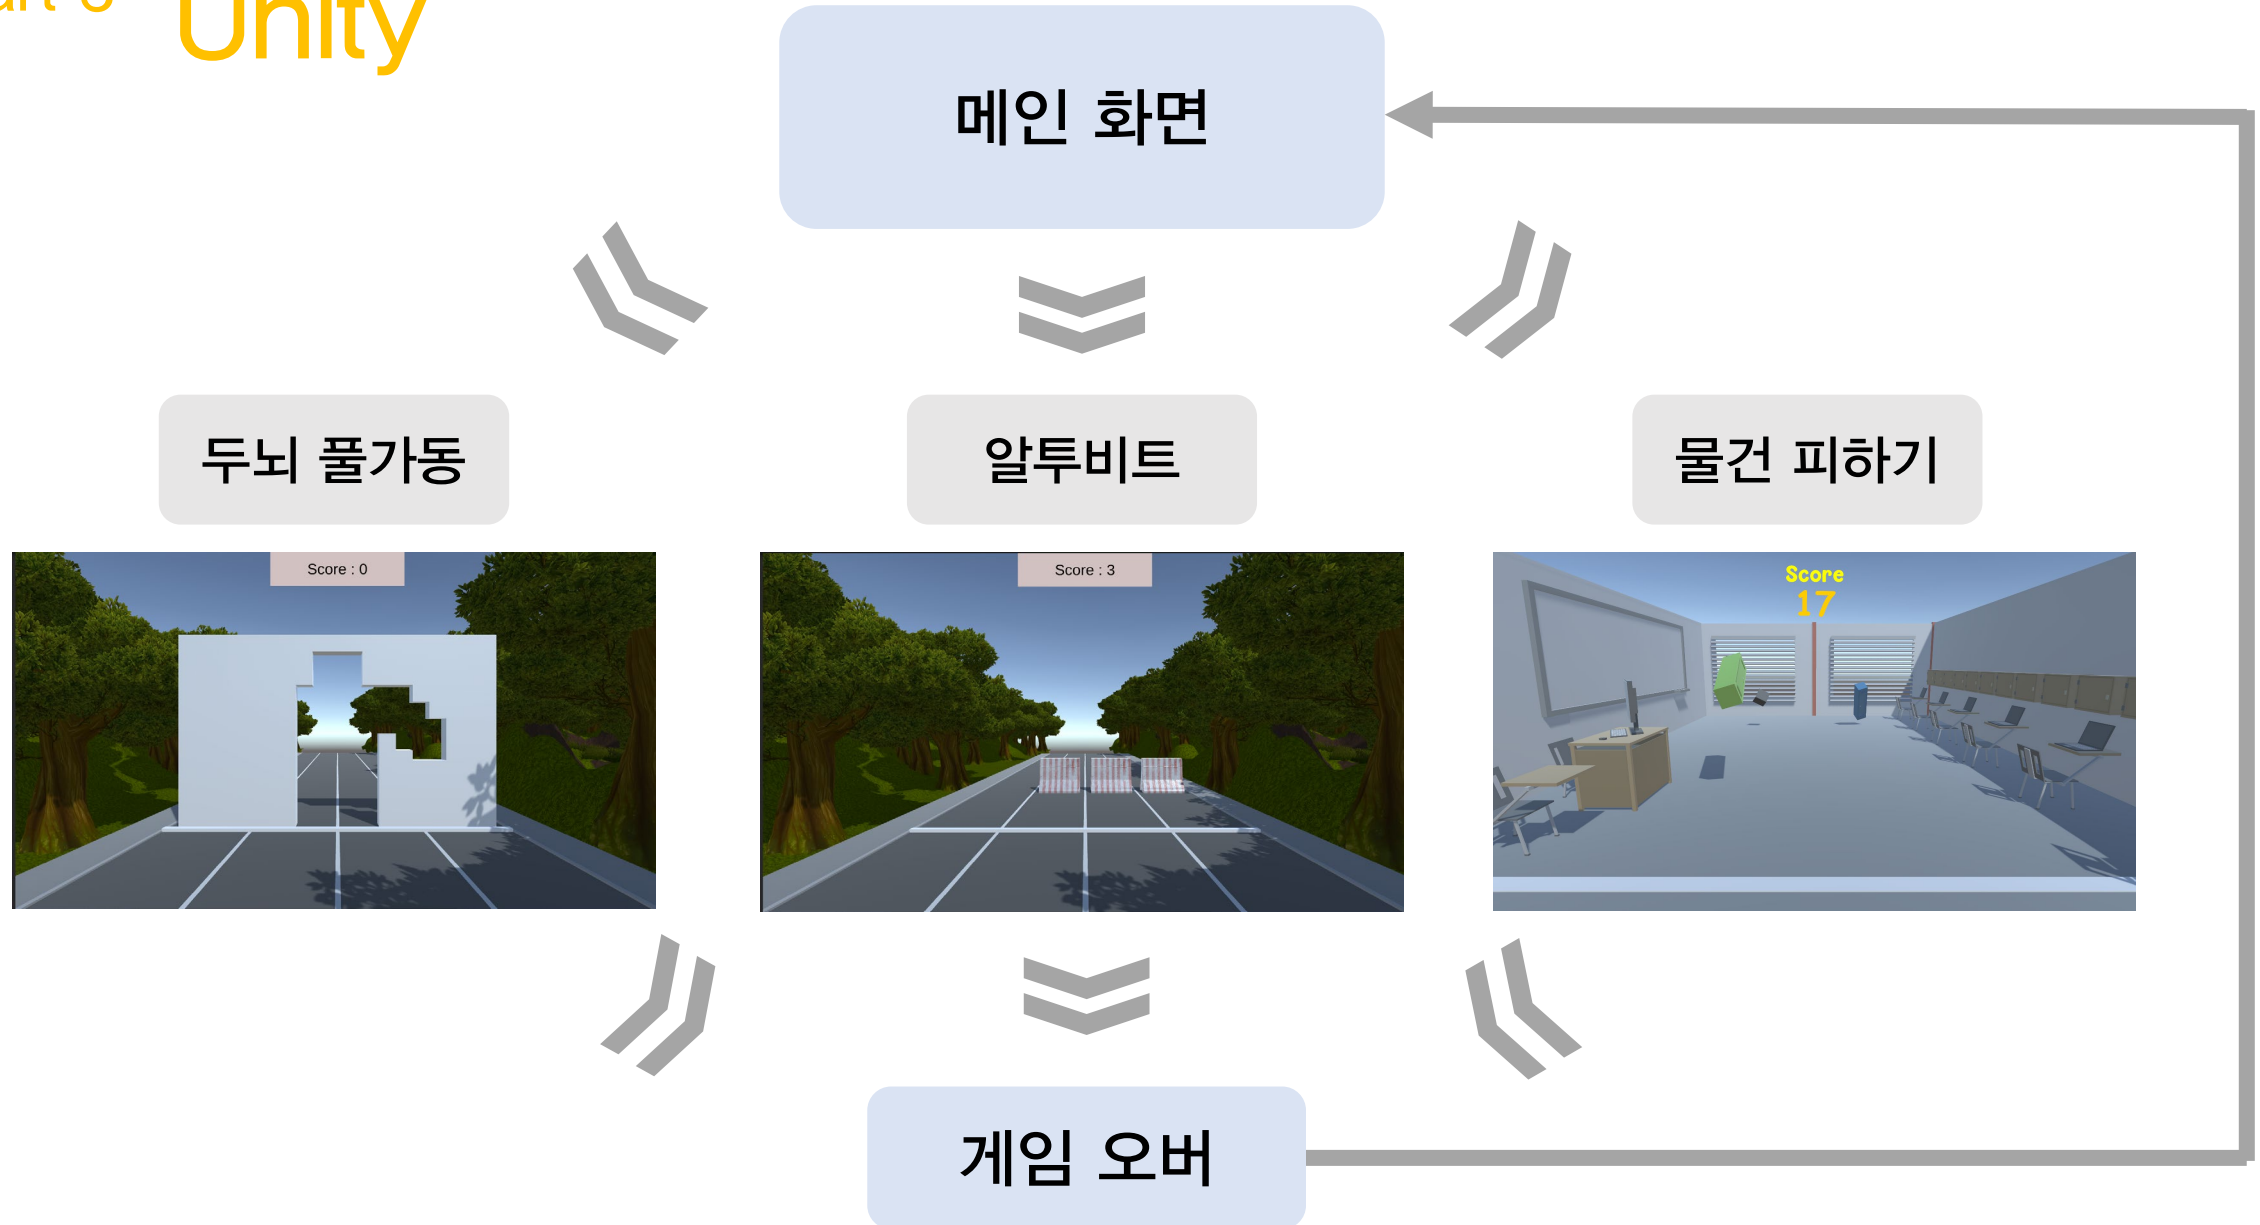 Unity
메인 화면
두뇌 풀가동
알투비트
물건 피하기
Score : 0
Score : 3
Score
17
게임 오버